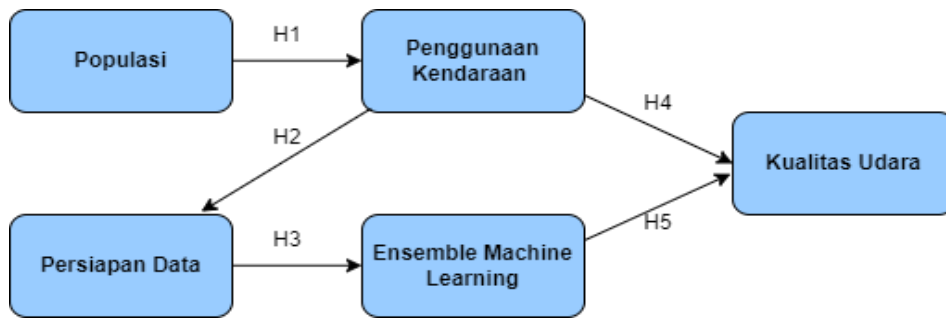 Populasi
H1
Penggunaan
Kendaraan
H2
H4
Kualitas Udara
Persiapan Data
H3
Ensemble Machine
Learning
H5